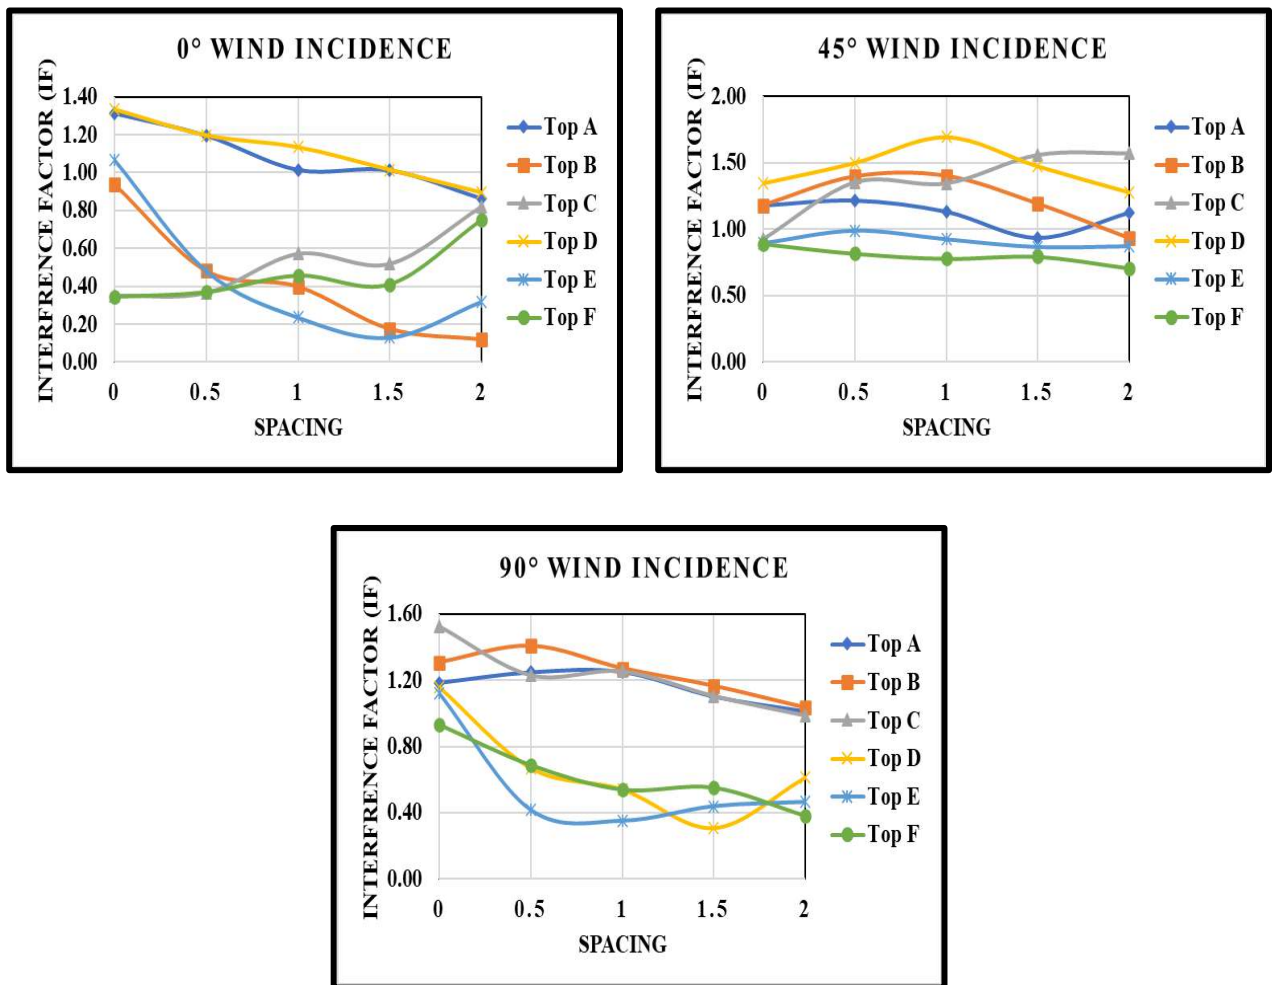 0° WIND INCIDENCE
INTERFRENCE FACTOR (IF)
1.40
1.20
1.00
0.80
0.60
0.40
0.20
0.00
0 0.5 1 1.5 2
SPACING
Top A
Top B
Top C
Top D
Top E
Top F
45° WIND INCIDENCE
INTERFRENCE FACTOR (IF)
2.00
1.50
1.00
0.50
0.00
0 0.5 1 1.5 2
SPACING
Top A
Top B
Top C
Top D
Top E
Top F
90° WIND INCIDENCE
INTERFRENCE FACTOR (IF)
1.60
1.20
0.80
0.40
0.00
0 0.5 1 1.5 2
SPACING
Top A
Top B
Top C
Top D
Top E
Top F